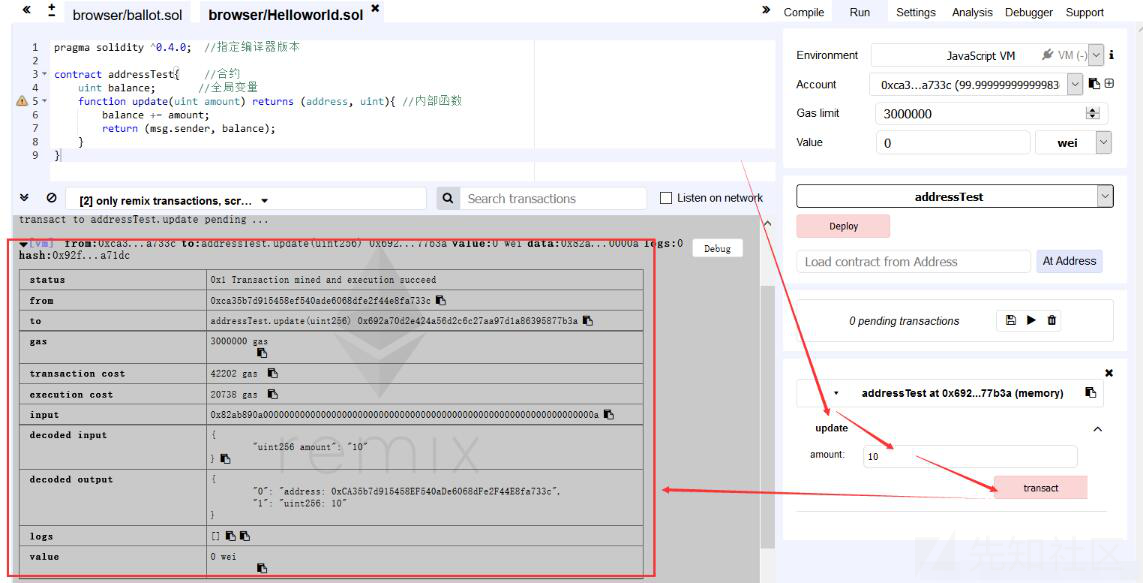 browser/ballot.sol
browser/Helloworld.sol
Compile Run Settings Analysis Debugger Support
1 pragma solidity ^0.4.0; //指定编译器版本
2
3 contract addressTest{ //合约
4 uint balance; //全局变量
5 function update(uint amount) returns (address, uint){ //内部函数
6 balance += amount;
7 return (msg.sender, balance);
8 }
9 }
[2] only remix transactions, scr...
Search transactions
Listen on network
transact to addressTest.update pending ...
[vm] from:0xca3...a733c to:addressTest.update(uint256) 0x692...77b3a value:0 wei data:0x82a...0000a logs:0
hash:0x92f...a71dc
Debug
status 0x1 Transaction mined and execution succeed
from 0xca35b7d915458ef540ade6068dfe2f44e8fa733c
to addressTest.update(uint256) 0x692a70d2e424a56d2c6c27aa97d1a86395877b3a
gas 3000000 gas
transaction cost 42202 gas
execution cost 20738 gas
input 0x82ab890a000000000000000000000000000000000000000000000000000000000000000a
decoded input {
"uint256 amount": "10"
}
decoded output {
"0": "address: 0xCA35b7d915458EF540aDe6068dFe2F44E8fa733c",
"1": "uint256: 10"
}
logs []
value 0 wei
remix
Environment JavaScript VM VM (-)
Account 0xca3...a733c (99.99999999999983
Gas limit 3000000
Value 0 wei
addressTest
Deploy
Load contract from Address At Address
0 pending transactions
addressTest at 0x692...77b3a (memory)
update
amount: 10
transact
先知社区